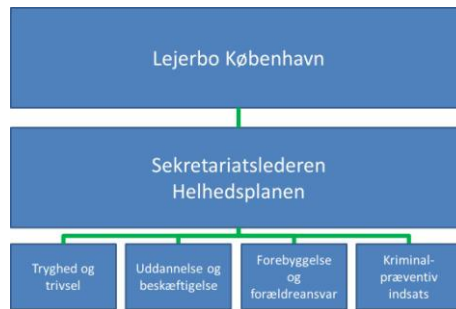 Lejerbo København
Sekretariatslederen
Helhedsplanen
Tryghed og
trivsel
Uddannelse og
beskæftigelse
Forebyggelse
og
forældreansvar
Kriminal-
præventiv
indsats